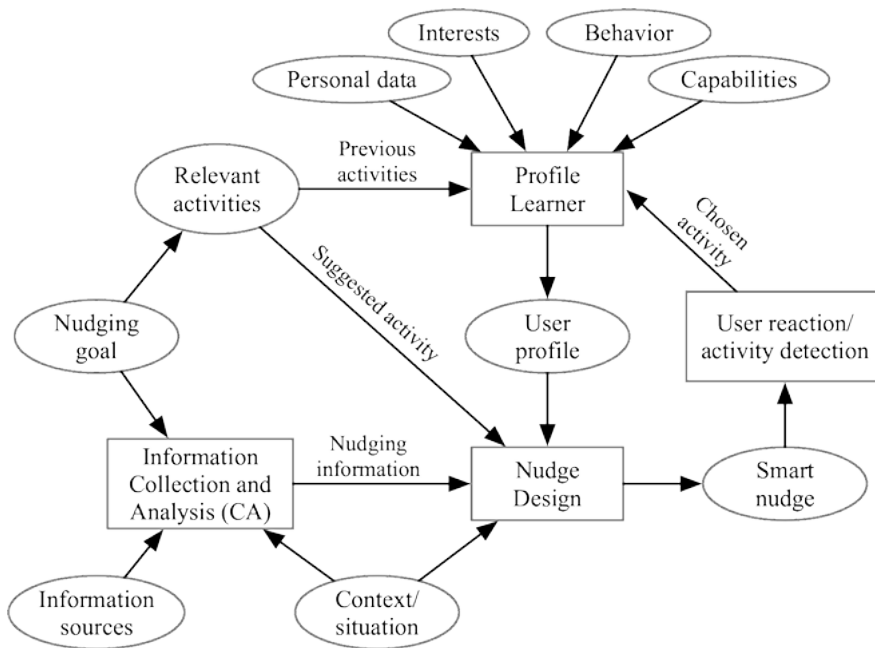 Interests
Behavior
Personal data
Capabilities
Previous
activities
Relevant
activities
Profile
Learner
Chosen
activity
Suggested activity
Nudging
goal
User
profile
User reaction/
activity detection
Information
Collection and
Analysis (CA)
Nudging
information
Nudge
Design
Smart
nudge
Information
sources
Context/
situation